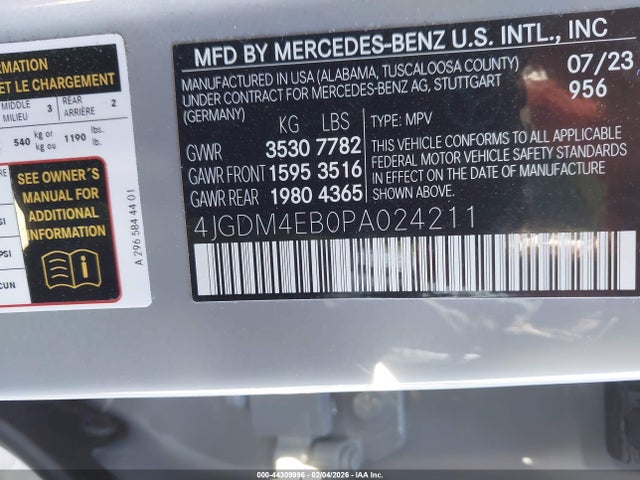 FORMATION
ET LE CHARGEMENT
MIDDLE
MILIEU 3 REAR
ARRIÈRE 2
540 kg or
kg ou 1190 lbs.
lb.
SEE OWNER'S
MANUAL FOR
ADDITIONAL
INFORMATION
A 296 584 44 01
PSI
CUN
MFD BY MERCEDES-BENZ U.S. INTL., INC
MANUFACTURED IN USA (ALABAMA, TUSCALOOSA COUNTY)
UNDER CONTRACT FOR MERCEDES-BENZ AG, STUTTGART
(GERMANY)
07/23
956
KG LBS
GVWR 3530 7782
GAWR FRONT 1595 3516
GAWR REAR 1980 4365
TYPE: MPV
THIS VEHICLE CONFORMS TO ALL APPLICABLE
FEDERAL MOTOR VEHICLE SAFETY STANDARDS
IN EFFECT ON THE DATE OF MANUFACTURE
SHOWN ABOVE.
4JGDM4EB0PA024211
000-44309996 - 02/04/2026 - IAA Inc.